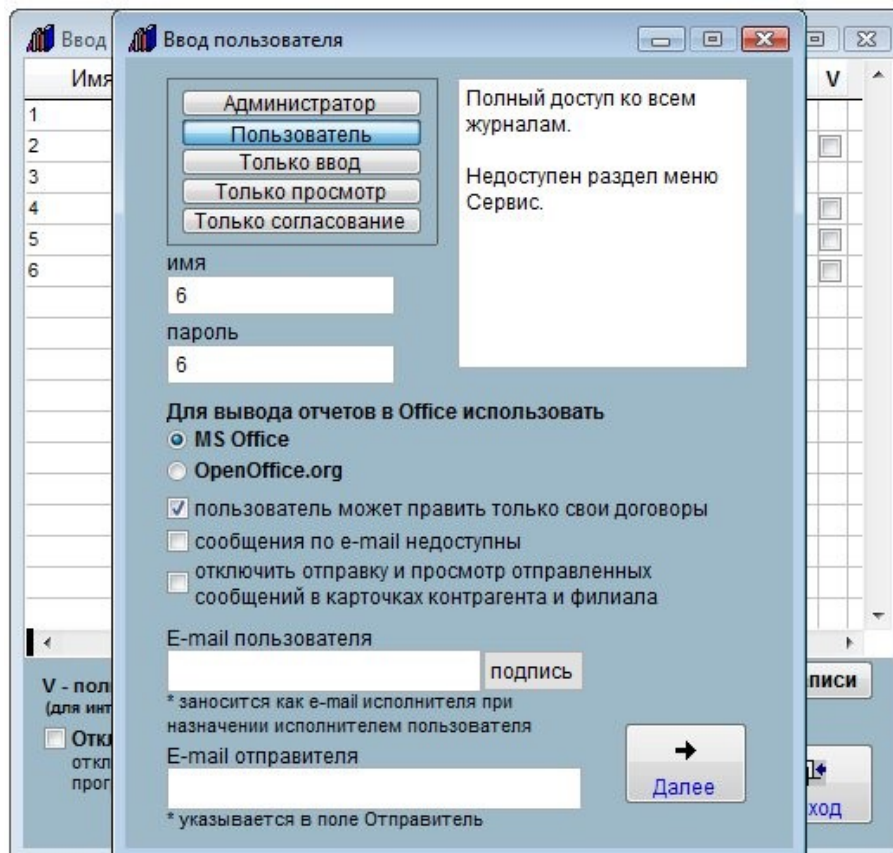 Ввод
Ввод пользователя
Имя
V
1
2
3
4
5
6
Администратор
Пользователь
Только ввод
Только просмотр
Только согласование
Полный доступ ко всем
журналам.
Недоступен раздел меню
Сервис.
имя
6
пароль
6
Для вывода отчетов в Office использовать
MS Office
OpenOffice.org
пользователь может править только свои договоры
сообщения по e-mail недоступны
отключить отправку и просмотр отправленных
сообщений в карточках контрагента и филиала
E-mail пользователя
подпись
* заносится как e-mail исполнителя при
назначении исполнителем пользователя
E-mail отправителя
* указывается в поле Отправитель
Далее
V - пол
(для инт
Откл
откл
прог
писи
ход